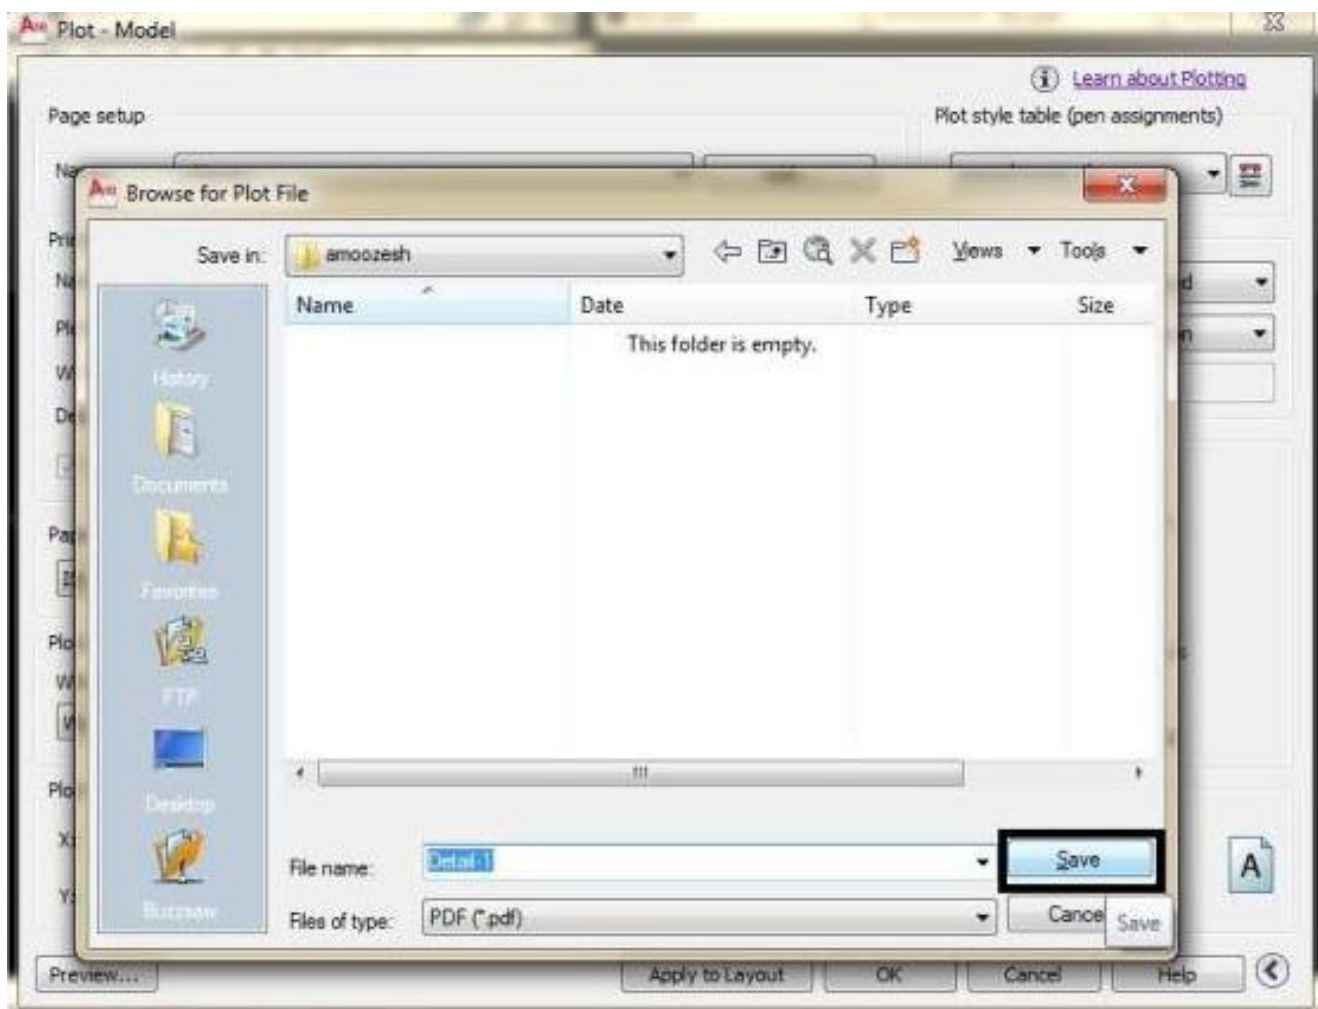 Plot - Model
Learn about Plotting
Page setup
Plot style table (pen assignments)
Browse for Plot File
Save in:
amoozesh
Views
Tools
Name
Date
Type
Size
This folder is empty.
History
Documents
Favorites
FTP
Desktop
Buzzsaw
File name:
Detail-1
Save
Files of type:
PDF (*.pdf)
Cance
Save
X:
Y:
A
Preview...
Apply to Layout
OK
Cancel
Help